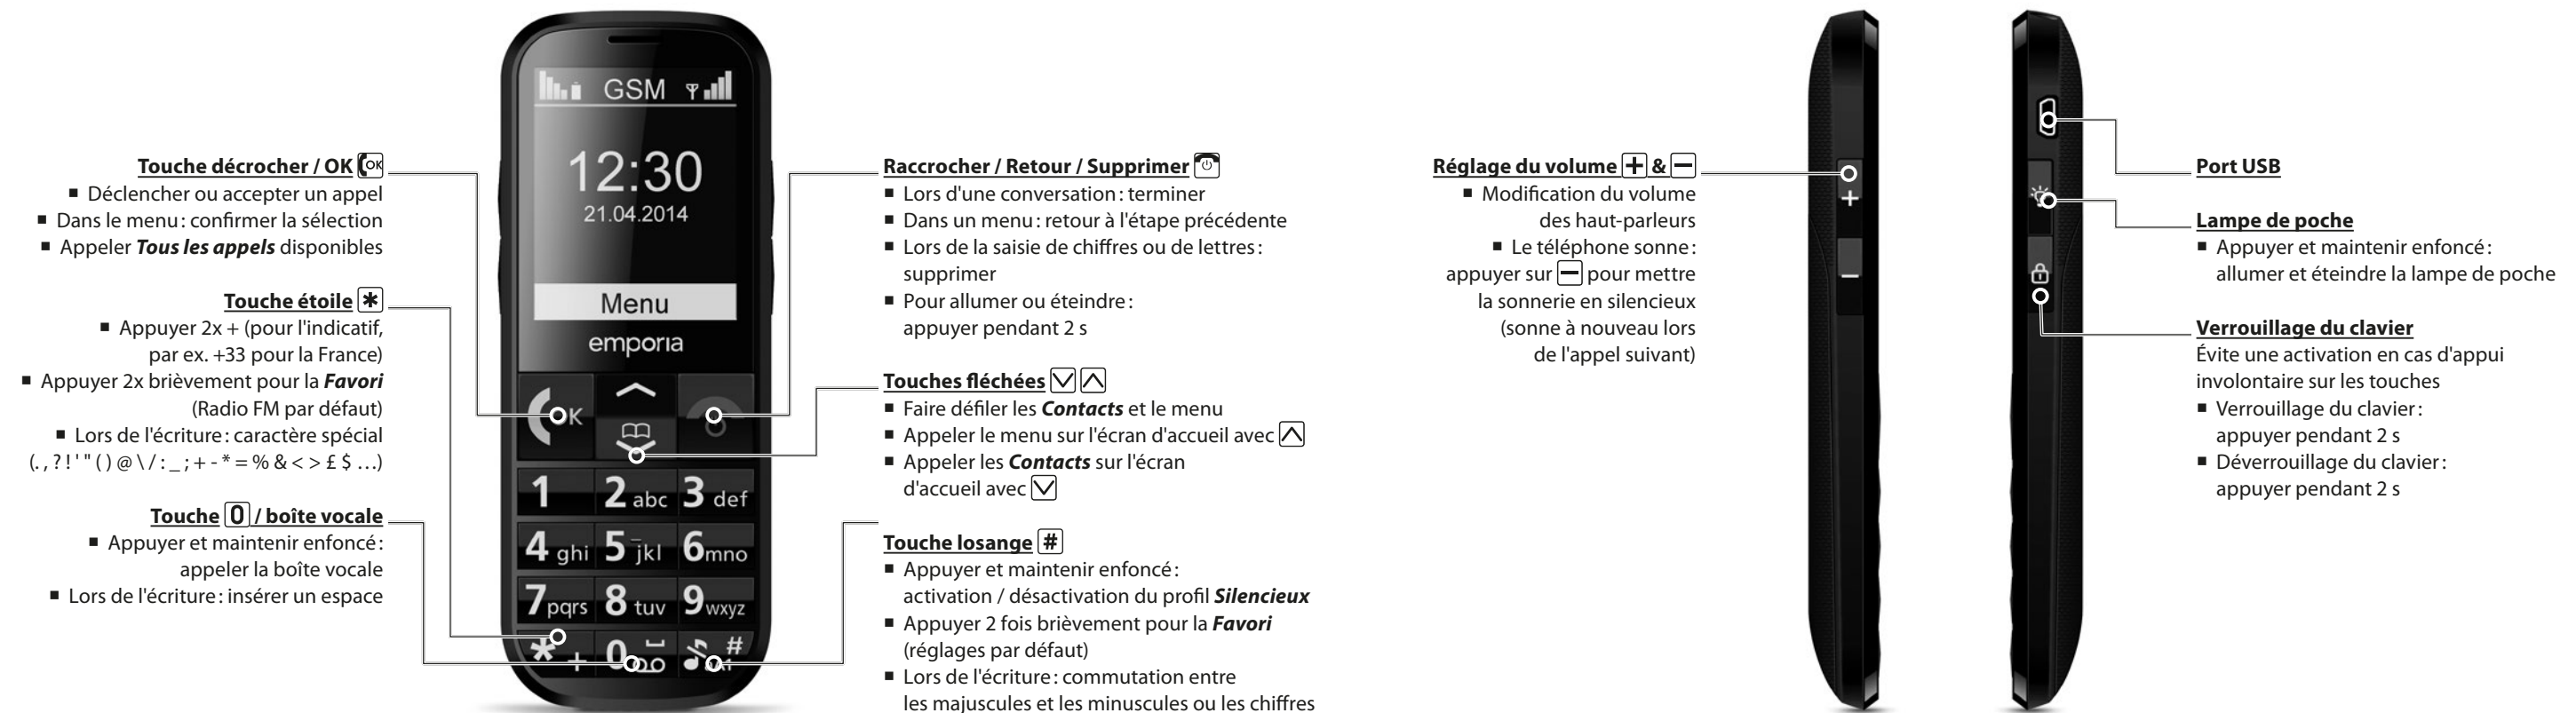 Touche décrocher / OK OK
■ Déclencher ou accepter un appel
■ Dans le menu : confirmer la sélection
■ Appeler Tous les appels disponibles
Touche étoile *
■ Appuyer 2x + (pour l'indicatif,
par ex. +33 pour la France)
■ Appuyer 2x brièvement pour la Favori
(Radio FM par défaut)
■ Lors de l'écriture : caractère spécial
(. , ? ! ' " ( ) @ \ / : _ ; + - * = % & < > £ $ …)
Touche 0 / boîte vocale
■ Appuyer et maintenir enfoncé :
appeler la boîte vocale
■ Lors de l'écriture : insérer un espace
GSM
12:30
21.04.2014
Menu
emporia
OK
1 2 abc 3 def
4 ghi 5 jkl 6 mno
7 pqrs 8 tuv 9 wxyz
* + 0 #
Raccrocher / Retour / Supprimer
■ Lors d'une conversation : terminer
■ Dans un menu : retour à l'étape précédente
■ Lors de la saisie de chiffres ou de lettres :
supprimer
■ Pour allumer ou éteindre :
appuyer pendant 2 s
Touches fléchées
■ Faire défiler les Contacts et le menu
■ Appeler le menu sur l'écran d'accueil avec
■ Appeler les Contacts sur l'écran
d'accueil avec
Touche losange #
■ Appuyer et maintenir enfoncé :
activation / désactivation du profil Silencieux
■ Appuyer 2 fois brièvement pour la Favori
(réglages par défaut)
■ Lors de l'écriture : commutation entre
les majuscules et les minuscules ou les chiffres
Réglage du volume + & −
■ Modification du volume
des haut-parleurs
■ Le téléphone sonne :
appuyer sur − pour mettre
la sonnerie en silencieux
(sonne à nouveau lors
de l'appel suivant)
+
−
Port USB
Lampe de poche
■ Appuyer et maintenir enfoncé :
allumer et éteindre la lampe de poche
Verrouillage du clavier
Évite une activation en cas d'appui
involontaire sur les touches
■ Verrouillage du clavier :
appuyer pendant 2 s
■ Déverrouillage du clavier :
appuyer pendant 2 s